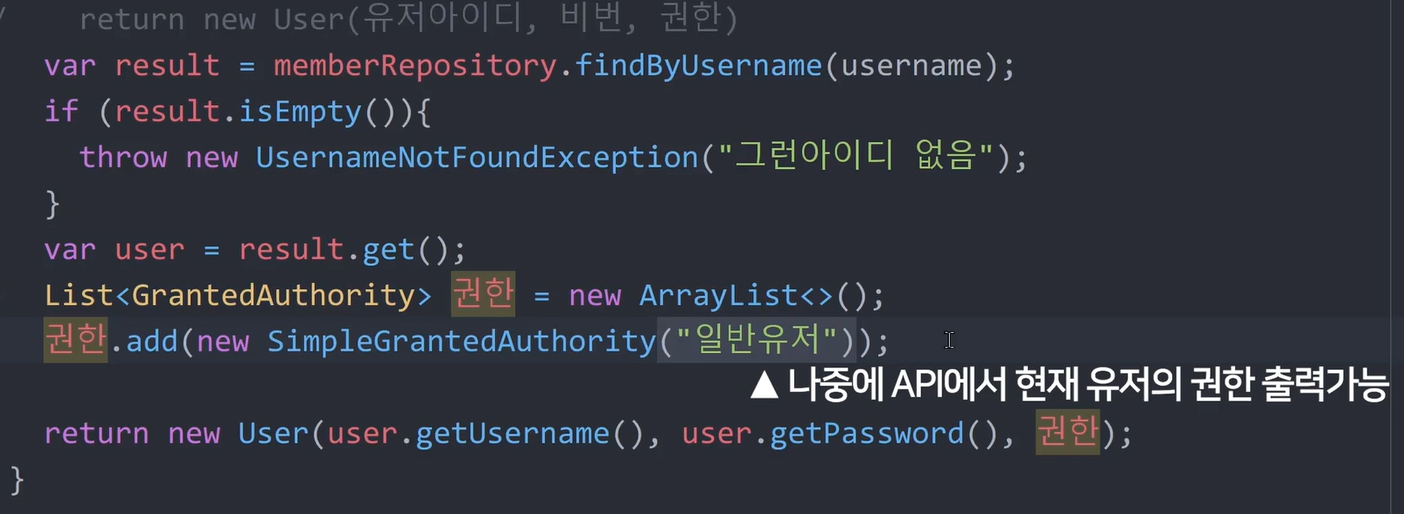 / return new User(유저아이디, 비번, 권한)
var result = memberRepository.findByUsername(username);
if (result.isEmpty()){
throw new UsernameNotFoundException("그런아이디 없음");
}
var user = result.get();
List<GrantedAuthority> 권한 = new ArrayList<>();
권한.add(new SimpleGrantedAuthority("일반유저"));
▲ 나중에 API에서 현재 유저의 권한 출력가능
return new User(user.getUsername(), user.getPassword(), 권한);
}